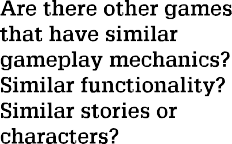 Are there other games
that have similar
gameplay mechanics?
Similar functionality?
Similar stories or
characters?